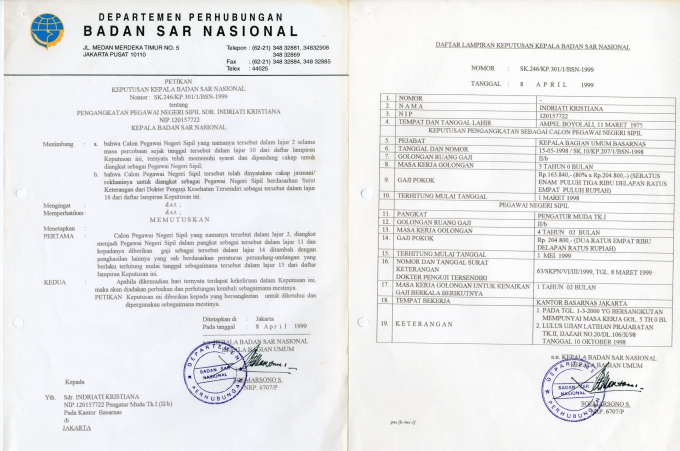 DEPARTEMEN PERHUBUNGAN
BADAN SAR NASIONAL
JL. MEDAN MERDEKA TIMUR NO. 5
JAKARTA PUSAT 10110
Telepon : (62-21) 348 32881, 34832908
348 32869
Fax : (62-21) 348 32884, 348 32885
Telex : 44025
PETIKAN
KEPUTUSAN KEPALA BADAN SAR NASIONAL
Nomor : SK.246/KP.301/1/BSN-1999
tentang
PENGANGKATAN PEGAWAI NEGERI SIPIL SDR. INDRIATI KRISTIANA
NIP.120157722
KEPALA BADAN SAR NASIONAL
Menimbang : a. bahwa Calon Pegawai Negeri Sipil yang namanya tersebut dalam lajur 2 selama
masa percobaan sejak tanggal tersebut dalam lajur 10 dari daftar lampiran
Keputusan ini, ternyata telah memenuhi syarat dan dipandang cakap untuk
diangkat sebagai Pegawai Negeri Sipil,
b. bahwa Calon Pegawai Negeri Sipil tersebut telah dinyatakan cakap jasmani/
rokhaninya untuk diangkat sebagai Pegawai Negeri Sipil berdasarkan Surat
Keterangan dari Dokter Penguji Kesehatan Tersendiri sebagai tersebut dalam lajur
16 dari daftar lampiran Keputusan ini.
Mengingat : d.s.t ;
Memperhatikan : d.s.t ;
M E M U T U S K A N
Menetapkan :
PERTAMA : Calon Pegawai Negeri Sipil yang namanya tersebut dalam lajur 2, diangkat
menjadi Pegawai Negeri Sipil dalam pangkat sebagai tersebut dalam lajur 11 dan
kepadanya diberikan gaji sebagai tersebut dalam lajur 14 ditambah dengan
penghasilan lainnya yang sah berdasarkan peraturan perundang-undangan yang
berlaku terhitung mulai tanggal sebagaimana tersebut dalam lajur 15 dari daftar
lampiran Keputusan ini.
KEDUA : Apabila dikemudian hari ternyata terdapat kekeliruan dalam Keputusan ini,
maka akan diadakan perbaikan dan perhitungan kembali sebagaimana mestinya.
PETIKAN Keputusan ini diberikan kepada yang bersangkutan untuk diketahui dan
dipergunakan sebagaimana mestinya.
Ditetapkan di : Jakarta
Pada tanggal : 8 April 1999
KEPALA BADAN SAR NASIONAL
KEPALA BAGIAN UMUM
DEPARTEMEN PERHUBUNGAN
BADAN SAR
NASIONAL
MARSONO S.
NRP. 6707/P
Kepada
Yth. Sdr. INDRIATI KRISTIANA
NIP.120157722 Pengatur Muda Tk.I (II/b)
Pada Kantor Basarnas
di
JAKARTA
DAFTAR LAMPIRAN KEPUTUSAN KEPALA BADAN SAR NASIONAL
NOMOR : SK.246/KP.301/1/BSN-1999
TANGGAL : 8 A P R I L 1999
1. NOMOR -
2. N A M A INDRIATI KRISTIANA
3. N I P 120157722
4. TEMPAT DAN TANGGAL LAHIR AMPEL BOYOLALI, 11 MARET 1975
KEPUTUSAN PENGANGKATAN SEBAGAI CALON PEGAWAI NEGERI SIPIL
5. PEJABAT KEPALA BAGIAN UMUM BASARNAS
6. TANGGAL DAN NOMOR 15-05-1998 / SK.10/KP.207/1/BSN-1998
7. GOLONGAN RUANG GAJI II/b
8. MASA KERJA GOLONGAN 3 TAHUN 0 BULAN
9. GAJI POKOK Rp.163.840,- (80% x Rp.204.800,-) (SERATUS
ENAM PULUH TIGA RIBU DELAPAN RATUS
EMPAT PULUH RUPIAH)
10. TERHITUNG MULAI TANGGAL 1 MARET 1998
PEGAWAI NEGERI SIPIL
11. PANGKAT PENGATUR MUDA TK.I
12. GOLONGAN RUANG GAJI II/b
13. MASA KERJA GOLONGAN 4 TAHUN 02 BULAN
14. GAJI POKOK Rp. 204.800,- (DUA RATUS EMPAT RIBU
DELAPAN RATUS RUPIAH)
15. TERHITUNG MULAI TANGGAL 1 MEI 1999
16. NOMOR DAN TANGGAL SURAT
KETERANGAN
DOKTER PENGUJI TERSENDIRI
63/SKPN/VI/III/1999, TGL. 8 MARET 1999
17. MASA KERJA GOLONGAN UNTUK KENAIKAN
GAJI BERKALA BERIKUTNYA
1 TAHUN 02 BULAN
18. TEMPAT BEKERJA KANTOR BASARNAS JAKARTA
19. K E T E R A N G A N
1. PADA TGL. 1-3-2000 YG BERSANGKUTAN
MEMPUNYAI MASA KERJA GOL. 5 TH 0 BL
2. LULUS UJIAN LATIHAN PRAJABATAN
TK.II, IJAZAH NO.20/DL.106/X/98
TANGGAL 10 OKTOBER 1998
a.n. KEPALA BADAN SAR NASIONAL
KEPALA BAGIAN UMUM
DEPARTEMEN PERHUBUNGAN
BADAN SAR
NASIONAL
MARSONO S.
NRP. 6707/P